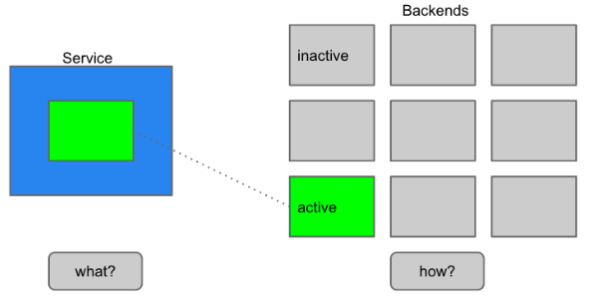 Backends
Service
inactive
active
what?
how?